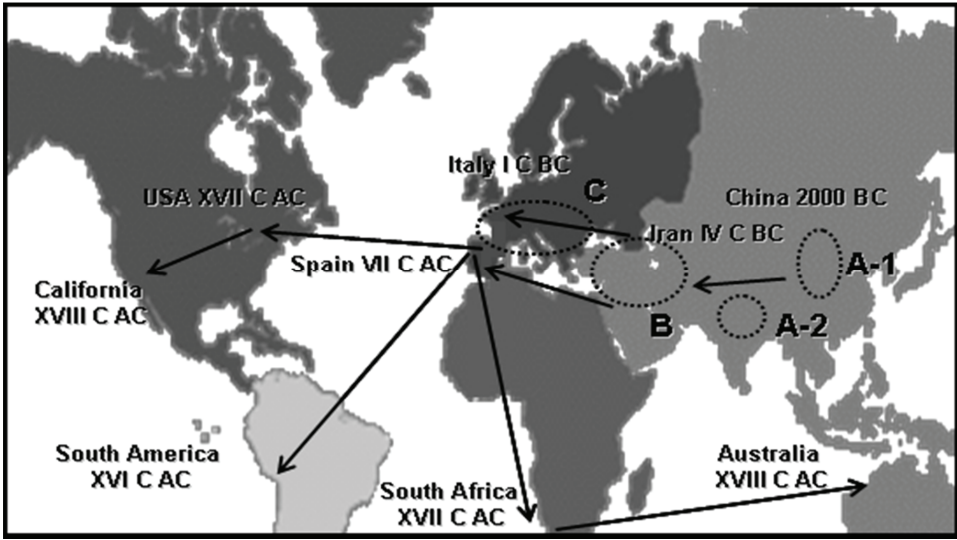 Italy I C BC
C
USA XVII C AC
China 2000 BC
Iran IV C BC
Spain VII C AC
A-1
California
XVIII C AC
B
A-2
South America
XVI C AC
South Africa
XVII C AC
Australia
XVIII C AC